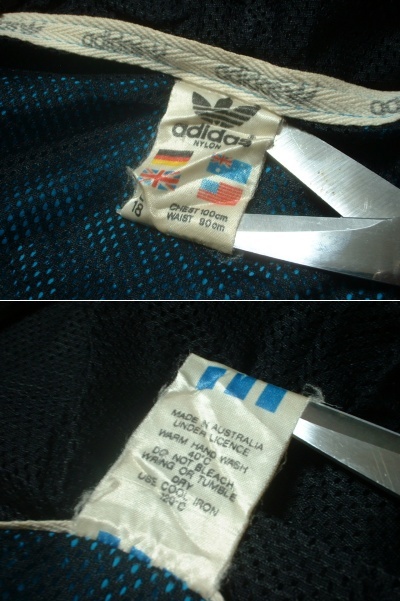 adidas
NYLON
18
CHEST 100cm
WAIST 90cm
MADE IN AUSTRALIA
UNDER LICENCE
WARM HAND WASH
40°C
DO NOT BLEACH
WRING OR TUMBLE
DRY
USE COOL IRON
120°C